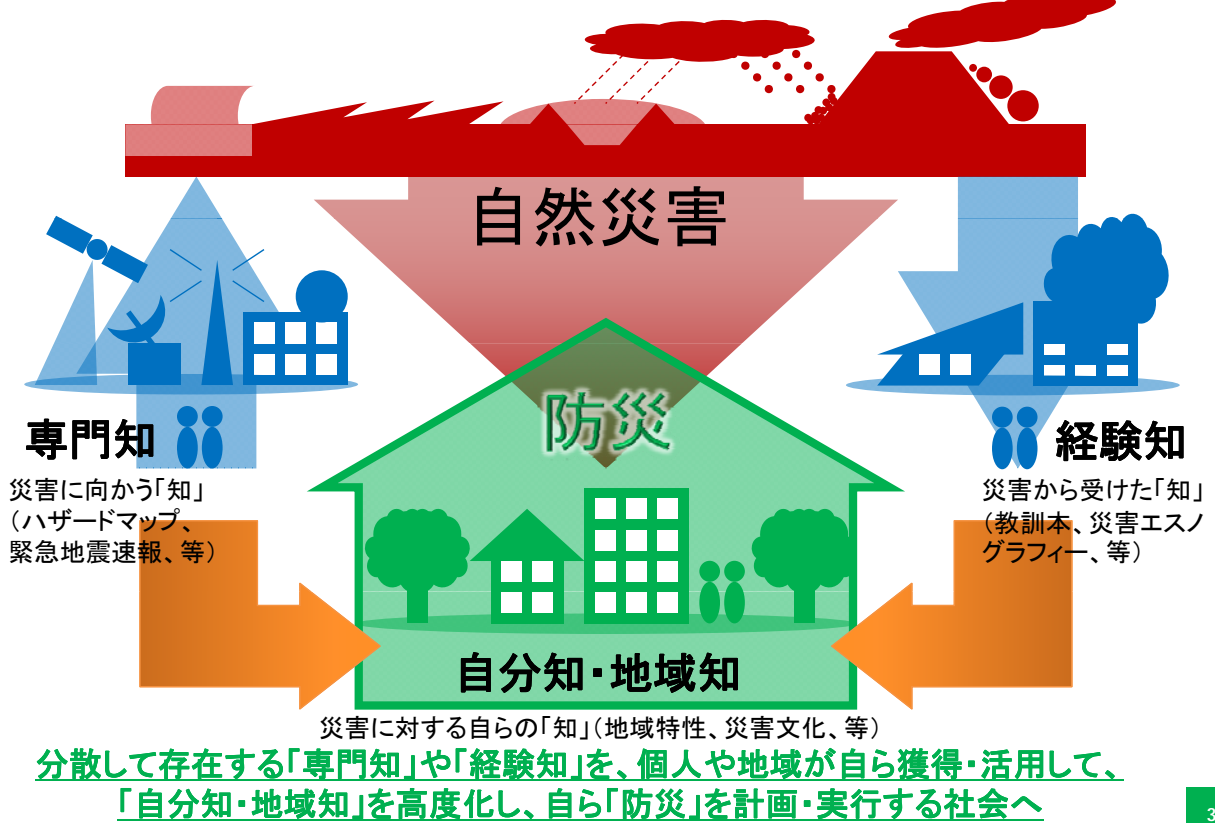 自然災害
防災
専門知
災害に向かう「知」
（ハザードマップ、
緊急地震速報、等）
経験知
災害から受けた「知」
（教訓本、災害エスノ
グラフィー、等）
自分知・地域知
災害に対する自らの「知」（地域特性、災害文化、等）
分散して存在する「専門知」や「経験知」を、個人や地域が自ら獲得・活用して、
「自分知・地域知」を高度化し、自ら「防災」を計画・実行する社会へ
3